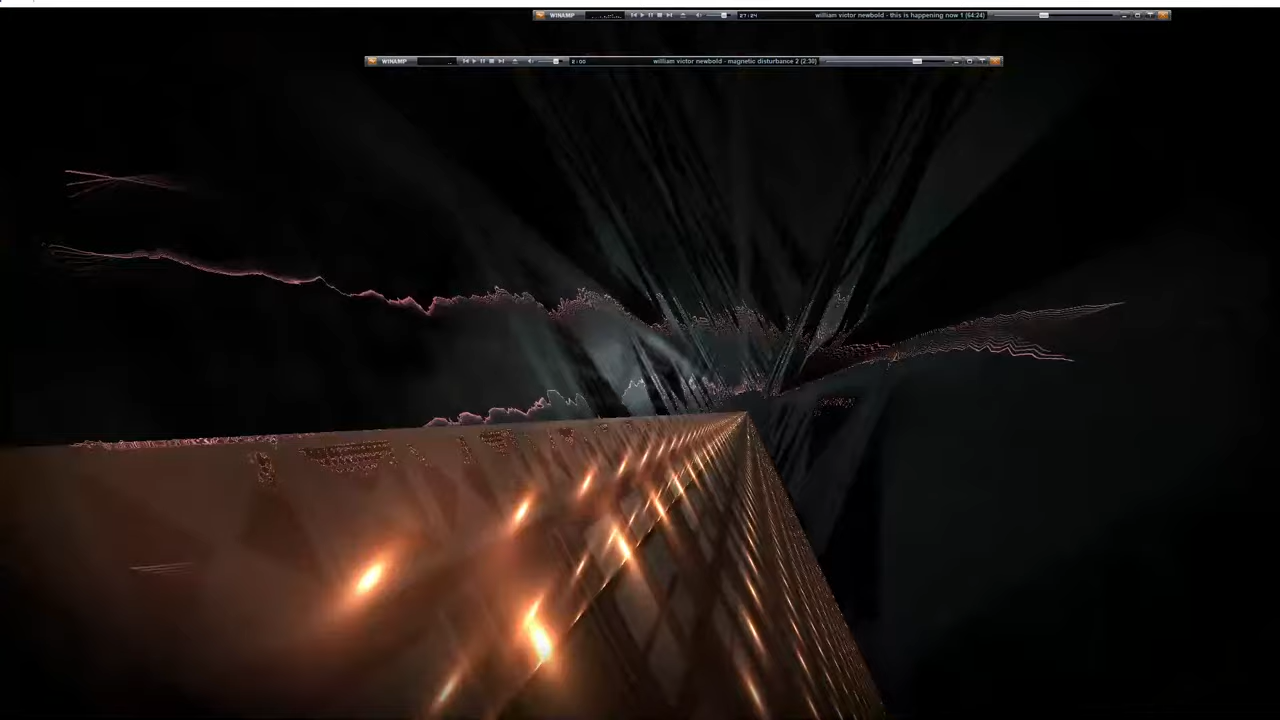 WINAMP 27:24 william victor newbold - this is happening now 1 (64:24)
WINAMP 2:00 william victor newbold - magnetic disturbance 2 (2:30)